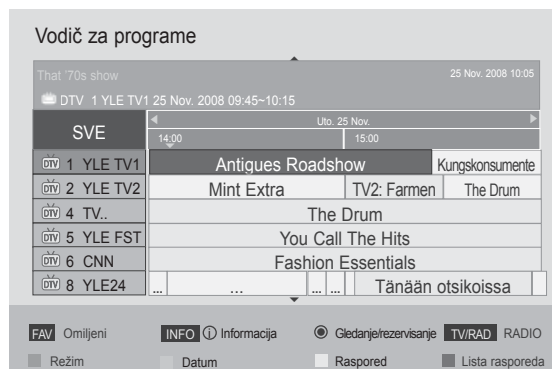 Vodič za programe
That '70s show 25 Nov. 2008 10:05
DTV 1 YLE TV1 25 Nov. 2008 09:45~10:15
SVE
Uto. 25 Nov.
14:00 15:00
DTV 1 YLE TV1 Antigues Roadshow Kungskonsumente
DTV 2 YLE TV2 Mint Extra TV2: Farmen The Drum
DTV 4 TV.. The Drum
DTV 5 YLE FST You Call The Hits
DTV 6 CNN Fashion Essentials
DTV 8 YLE24 ... ... ... ... Tänään otsikoissa
FAV Omiljeni INFO i Informacija Gledanje/rezervisanje TV/RAD RADIO
Režim Datum Raspored Lista rasporeda